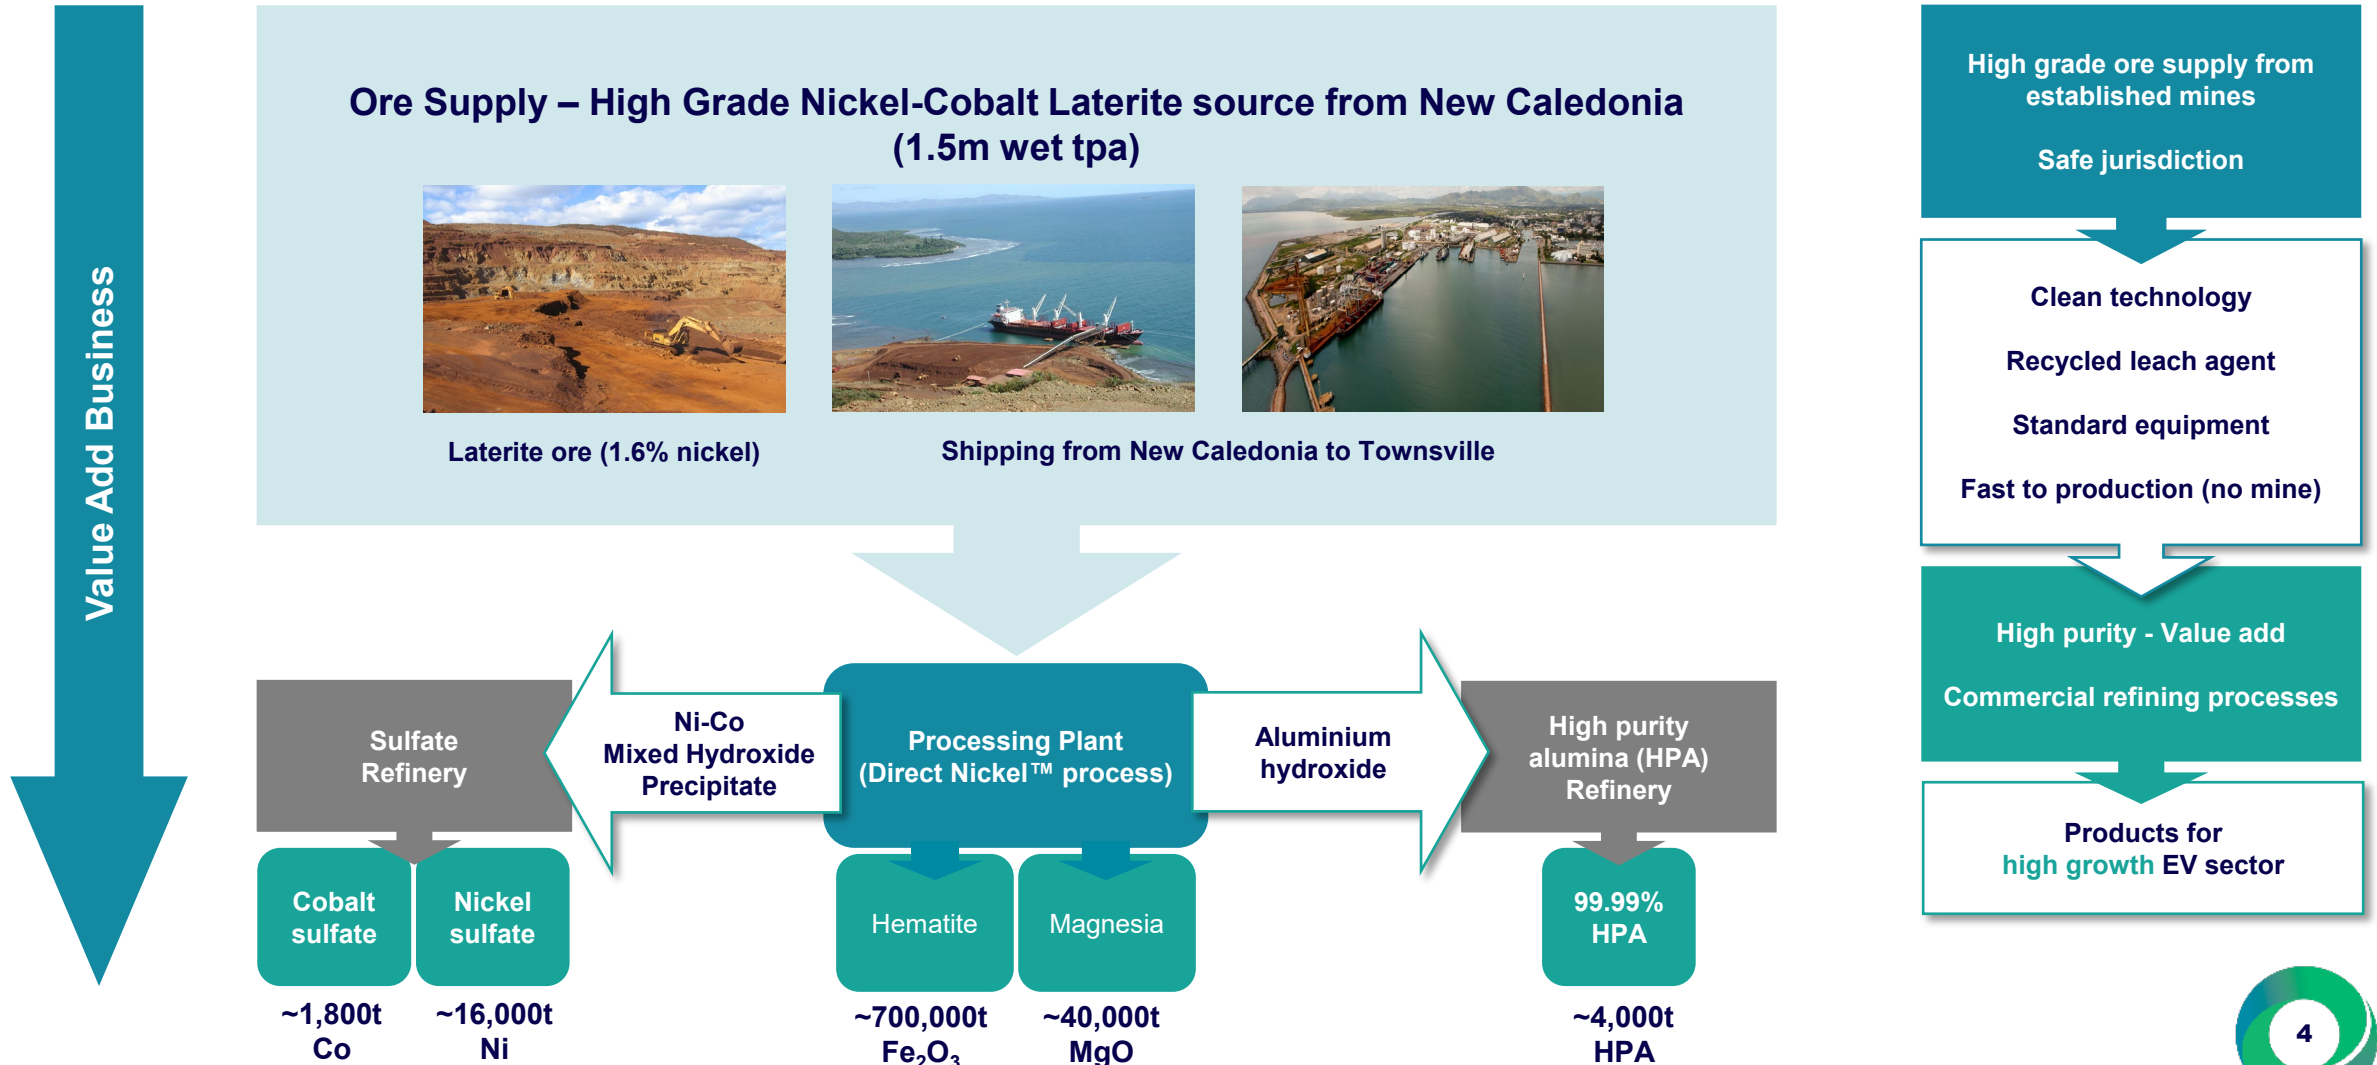 Value Add Business
Ore Supply – High Grade Nickel-Cobalt Laterite source from New Caledonia
(1.5m wet tpa)
Laterite ore (1.6% nickel)
Shipping from New Caledonia to Townsville
Sulfate
Refinery
Ni-Co
Mixed Hydroxide
Precipitate
Processing Plant
(Direct Nickel™ process)
Aluminium
hydroxide
High purity
alumina (HPA)
Refinery
Cobalt
sulfate
Nickel
sulfate
Hematite
Magnesia
99.99%
HPA
~1,800t
Co
~16,000t
Ni
~700,000t
Fe₂O₃
~40,000t
MgO
~4,000t
HPA
High grade ore supply from
established mines
Safe jurisdiction
Clean technology
Recycled leach agent
Standard equipment
Fast to production (no mine)
High purity - Value add
Commercial refining processes
Products for
high growth EV sector
4